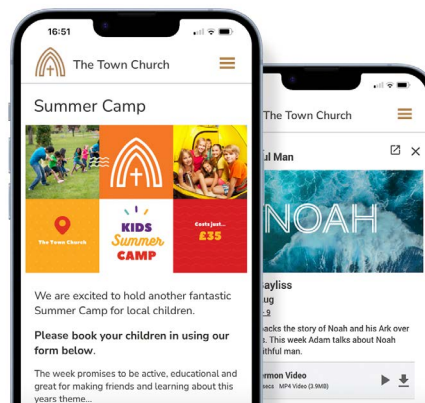 16:51
The Town Church
Summer Camp
The Town Church
KIDS
Summer
CAMP
Costs just...
£35
We are excited to hold another fantastic
Summer Camp for local children.
Please book your children in using our
form below.
The week promises to be active, educational and
great for making friends and learning about this
years theme...
The Town Church
ul Man
NOAH
ayliss
ug
- 9
acks the story of Noah and his Ark over
s. This week Adam talks about Noah
ithful man.
ermon Video
secs MP4 Video (3.9MB)